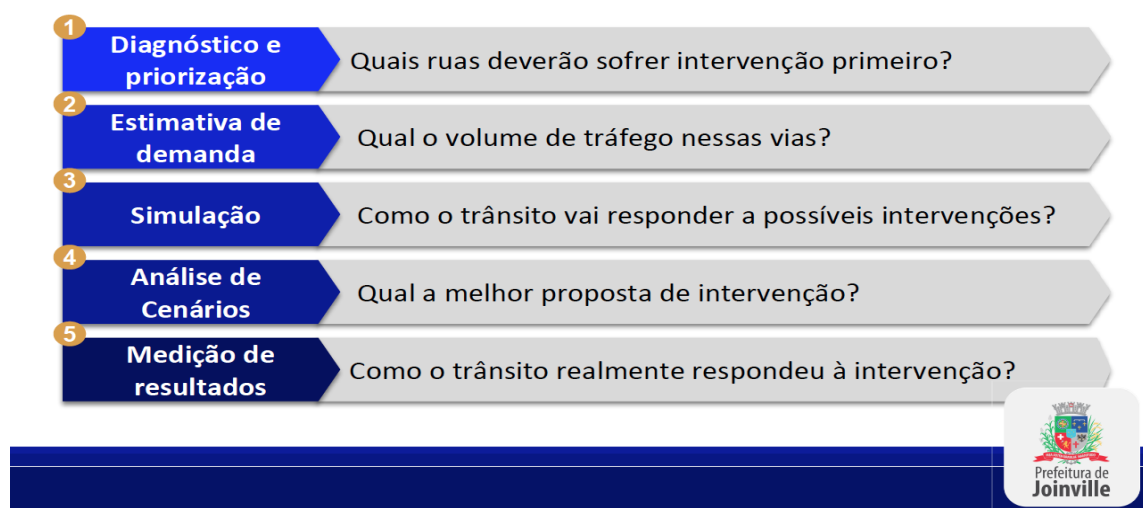 1
Diagnóstico e
priorização
Quais ruas deverão sofrer intervenção primeiro?
2
Estimativa de
demanda
Qual o volume de tráfego nessas vias?
3
Simulação
Como o trânsito vai responder a possíveis intervenções?
4
Análise de
Cenários
Qual a melhor proposta de intervenção?
5
Medição de
resultados
Como o trânsito realmente respondeu à intervenção?
Prefeitura de
Joinville